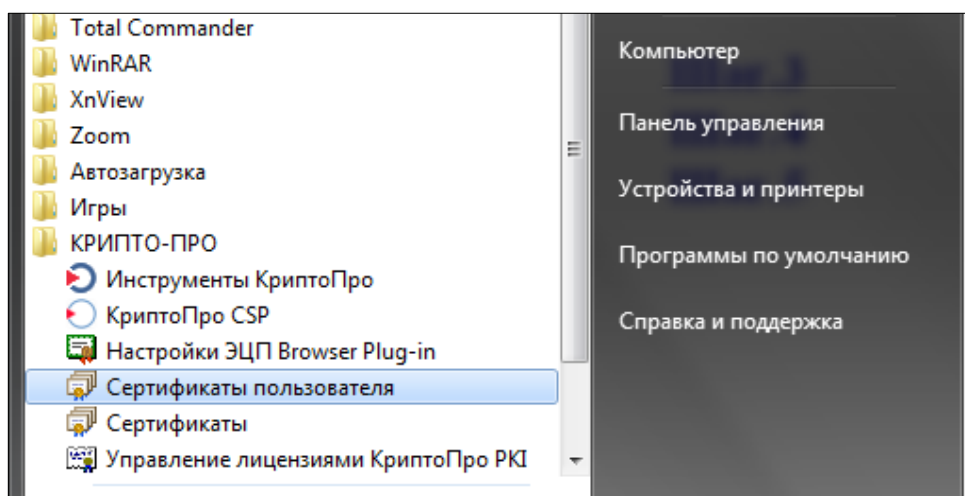 Total Commander
WinRAR
XnView
Zoom
Автозагрузка
Игры
КРИПТО-ПРО
Инструменты КриптоПро
КриптоПро CSP
Настройки ЭЦП Browser Plug-in
Сертификаты пользователя
Сертификаты
Управление лицензиями КриптоПро PKI
Компьютер
Панель управления
Устройства и принтеры
Программы по умолчанию
Справка и поддержка